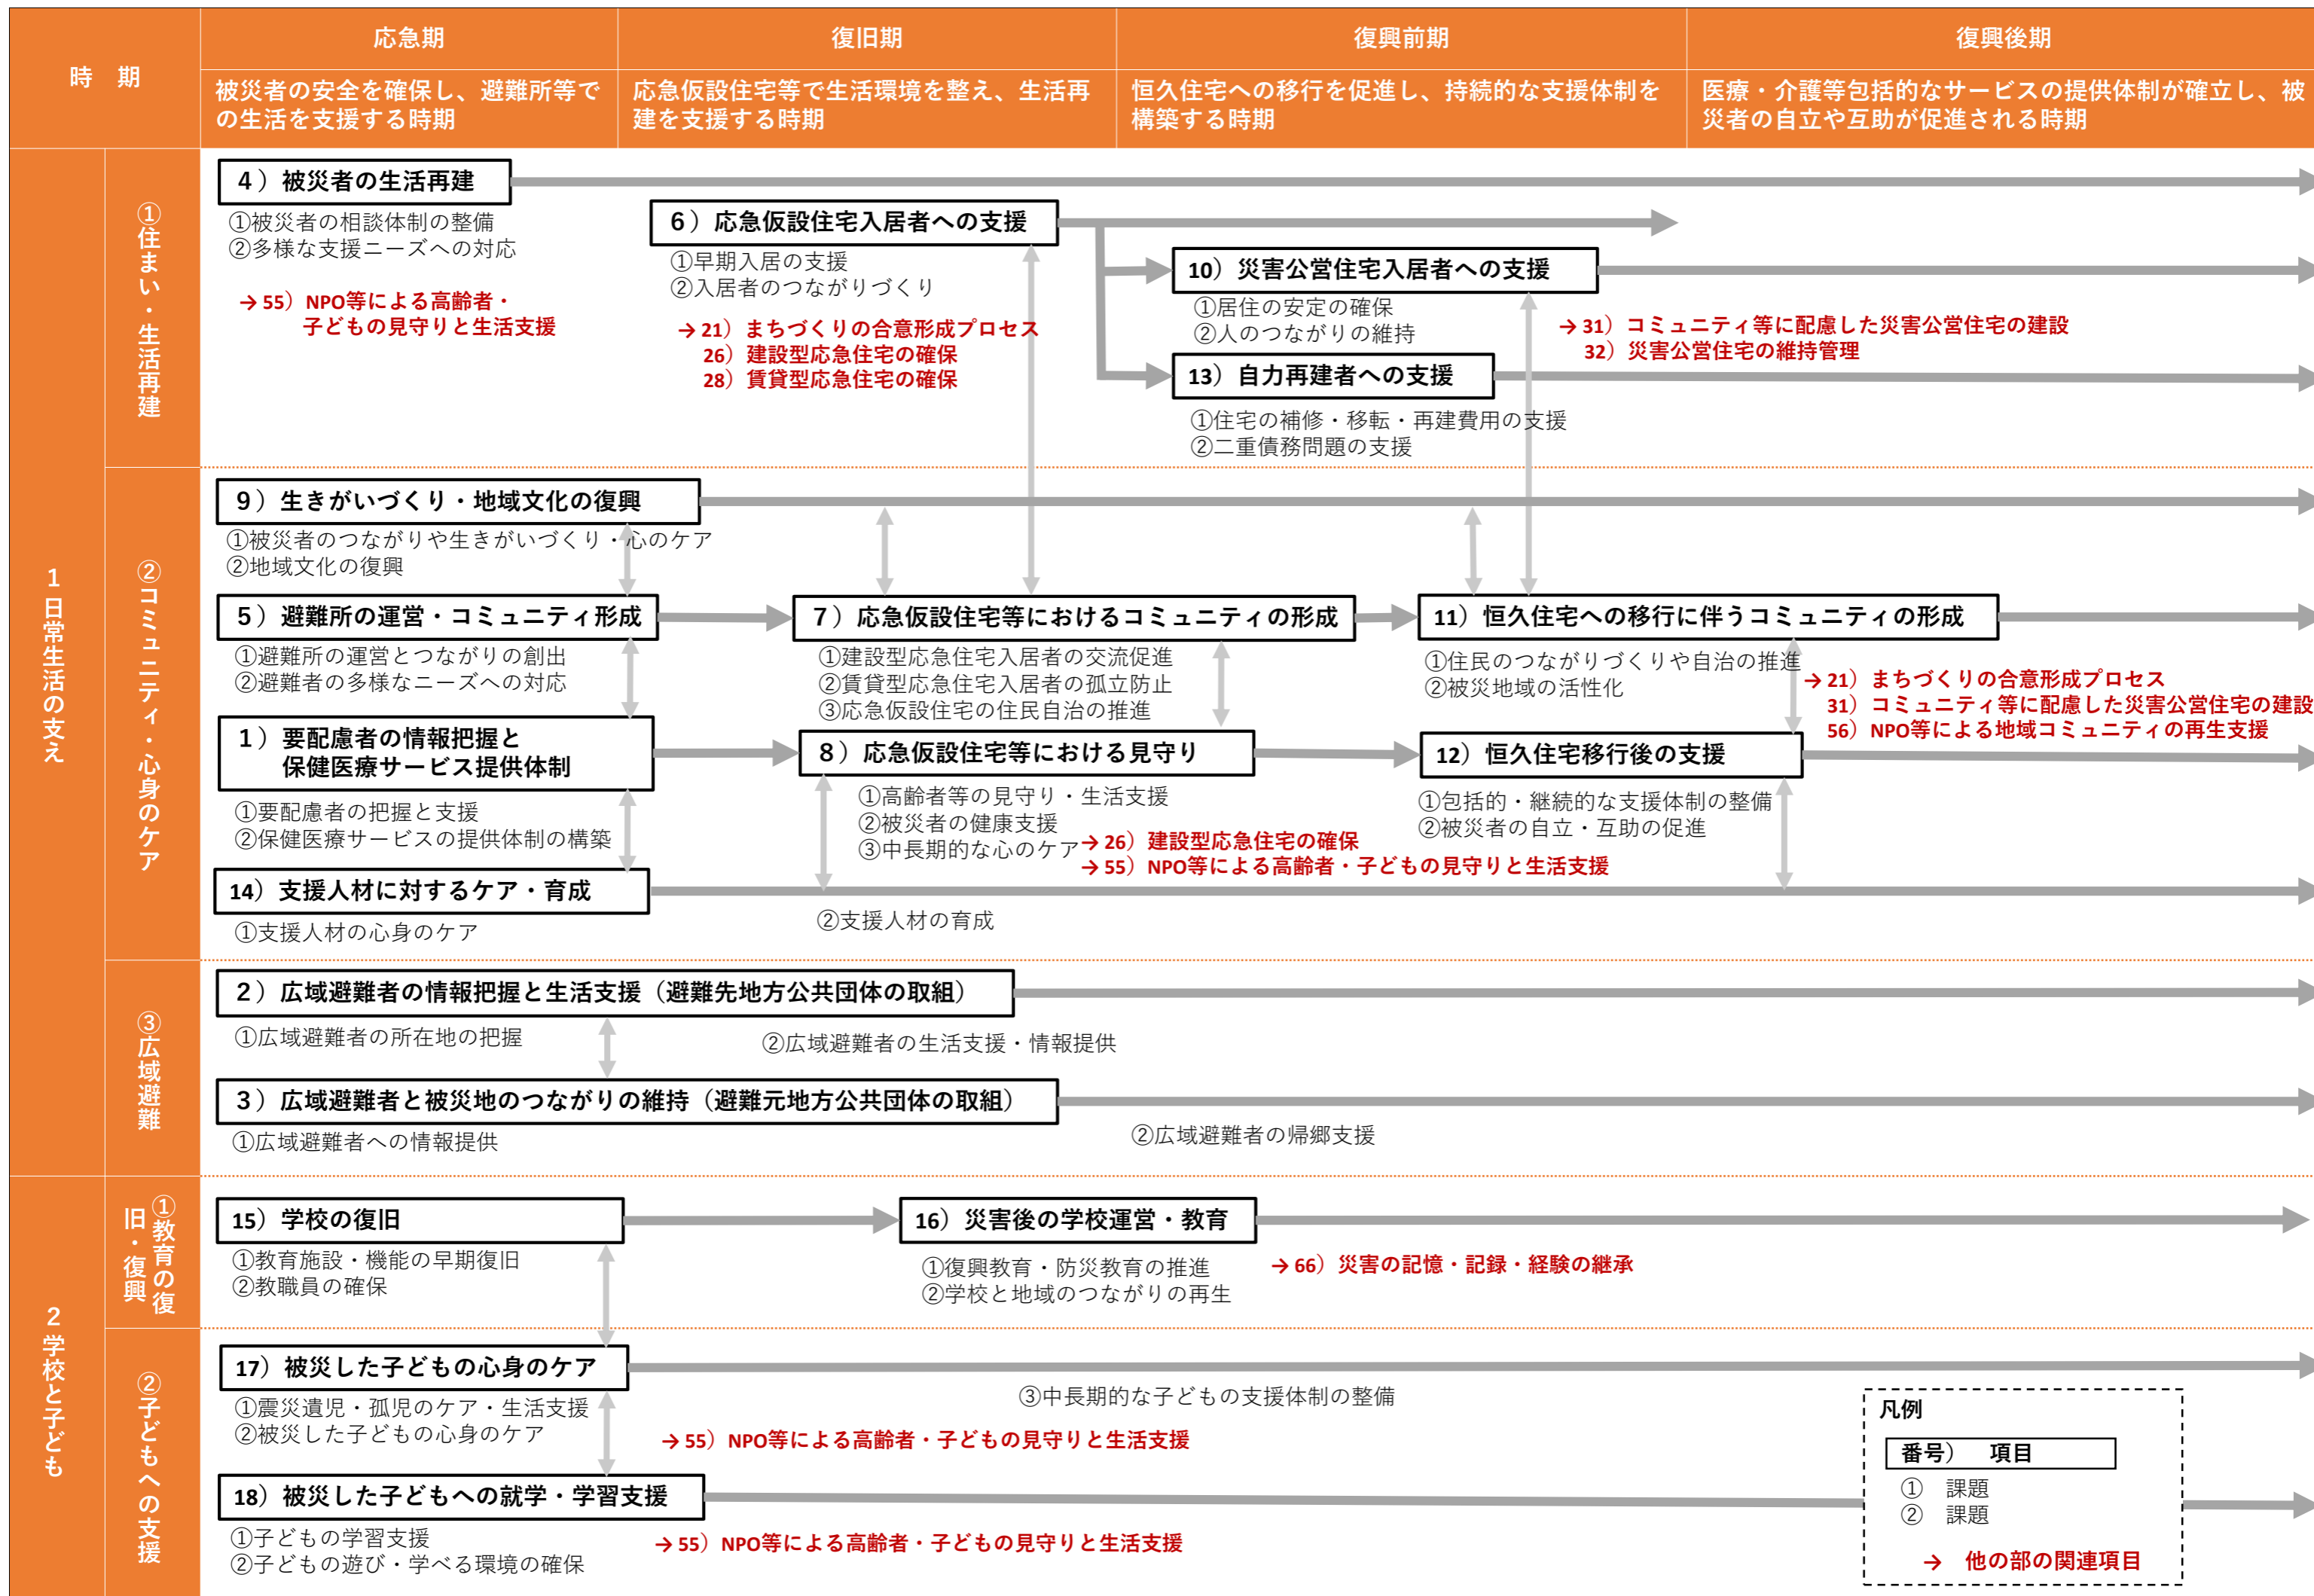 時　期
応急期
復旧期
復興前期
復興後期
被災者の安全を確保し、避難所等で
の生活を支援する時期
応急仮設住宅等で生活環境を整え、生活再
建を支援する時期
恒久住宅への移行を促進し、持続的な支援体制を
構築する時期
医療・介護等包括的なサービスの提供体制が確立し、被
災者の自立や互助が促進される時期
1 日常生活の支え
①住まい・生活再建
4）被災者の生活再建
①被災者の相談体制の整備
②多様な支援ニーズへの対応
→ 55）NPO等による高齢者・
子どもの見守りと生活支援
6）応急仮設住宅入居者への支援
①早期入居の支援
②入居者のつながりづくり
→ 21）まちづくりの合意形成プロセス
26）建設型応急住宅の確保
28）賃貸型応急住宅の確保
10）災害公営住宅入居者への支援
①居住の安定の確保
②人のつながりの維持
→ 31）コミュニティ等に配慮した災害公営住宅の建設
32）災害公営住宅の維持管理
13）自力再建者への支援
①住宅の補修・移転・再建費用の支援
②二重債務問題の支援
②コミュニティ・心身のケア
9）生きがいづくり・地域文化の復興
①被災者のつながりや生きがいづくり・心のケア
②地域文化の復興
5）避難所の運営・コミュニティ形成
①避難所の運営とつながりの創出
②避難者の多様なニーズへの対応
7）応急仮設住宅等におけるコミュニティの形成
①建設型応急住宅入居者の交流促進
②賃貸型応急住宅入居者の孤立防止
③応急仮設住宅の住民自治の推進
11）恒久住宅への移行に伴うコミュニティの形成
①住民のつながりづくりや自治の推進
②被災地域の活性化
→ 21）まちづくりの合意形成プロセス
31）コミュニティ等に配慮した災害公営住宅の建設
56）NPO等による地域コミュニティの再生支援
1）要配慮者の情報把握と
保健医療サービス提供体制
①要配慮者の把握と支援
②保健医療サービスの提供体制の構築
8）応急仮設住宅等における見守り
①高齢者等の見守り・生活支援
②被災者の健康支援
③中長期的な心のケア
→ 26）建設型応急住宅の確保
→ 55）NPO等による高齢者・子どもの見守りと生活支援
12）恒久住宅移行後の支援
①包括的・継続的な支援体制の整備
②被災者の自立・互助の促進
14）支援人材に対するケア・育成
①支援人材の心身のケア
②支援人材の育成
③広域避難
2）広域避難者の情報把握と生活支援（避難先地方公共団体の取組）
①広域避難者の所在地の把握
②広域避難者の生活支援・情報提供
3）広域避難者と被災地のつながりの維持（避難元地方公共団体の取組）
①広域避難者への情報提供
②広域避難者の帰郷支援
2 学校と子ども
①教育の復
旧・復興
15）学校の復旧
①教育施設・機能の早期復旧
②教職員の確保
16）災害後の学校運営・教育
①復興教育・防災教育の推進
②学校と地域のつながりの再生
→ 66）災害の記憶・記録・経験の継承
②子どもへの支援
17）被災した子どもの心身のケア
①震災遺児・孤児のケア・生活支援
②被災した子どもの心身のケア
③中長期的な子どもの支援体制の整備
→ 55）NPO等による高齢者・子どもの見守りと生活支援
18）被災した子どもへの就学・学習支援
①子どもの学習支援
②子どもの遊び・学べる環境の確保
→ 55）NPO等による高齢者・子どもの見守りと生活支援
凡例
番号）　項目
①　課題
②　課題
→　他の部の関連項目